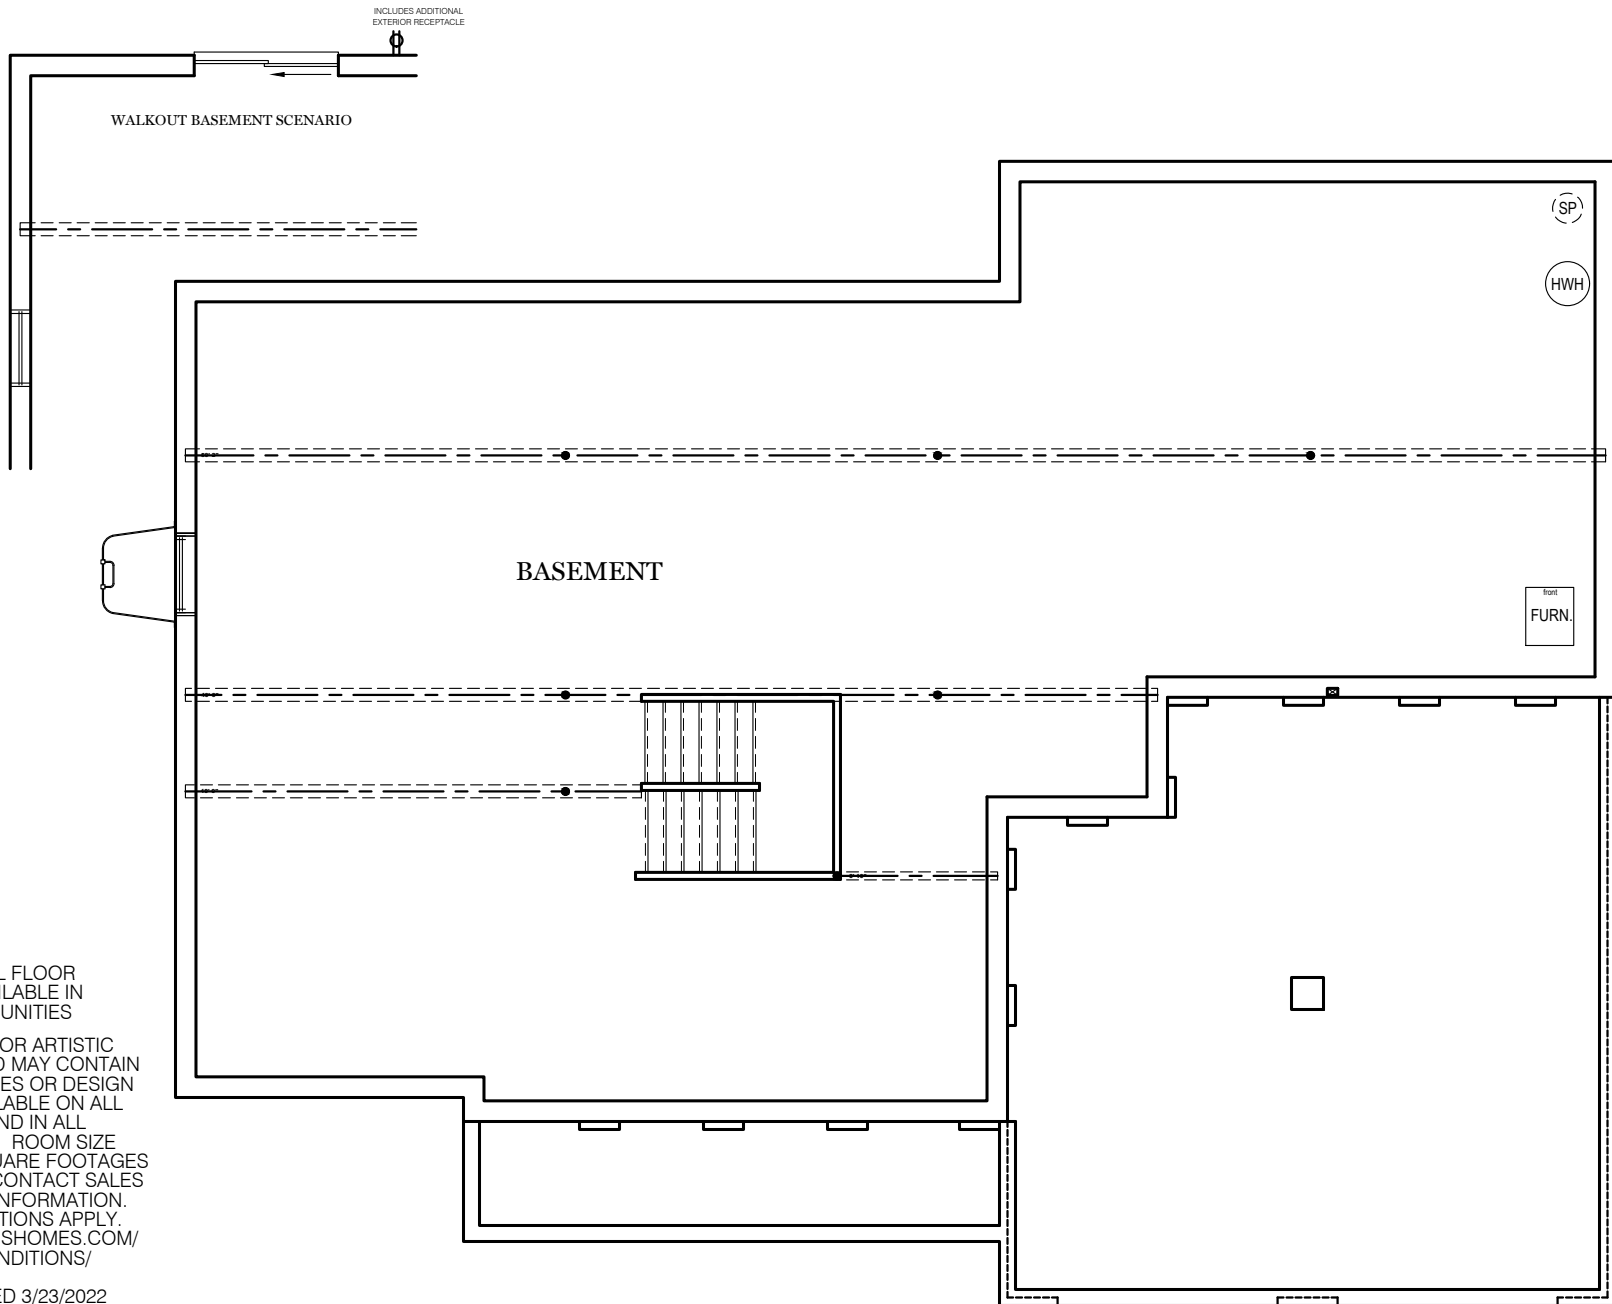 INCLUDES ADDITIONAL
EXTERIOR RECEPTACLE
WALKOUT BASEMENT SCENARIO
SP
HWH
BASEMENT
front
FURN.
L FLOOR
ILABLE IN
UNITIES
OR ARTISTIC
MAY CONTAIN
ES OR DESIGN
LABLE ON ALL
ND IN ALL
ROOM SIZE
UARE FOOTAGES
CONTACT SALES
NFORMATION.
TIONS APPLY.
SHOMES.COM/
NDITIONS/
ED 3/23/2022